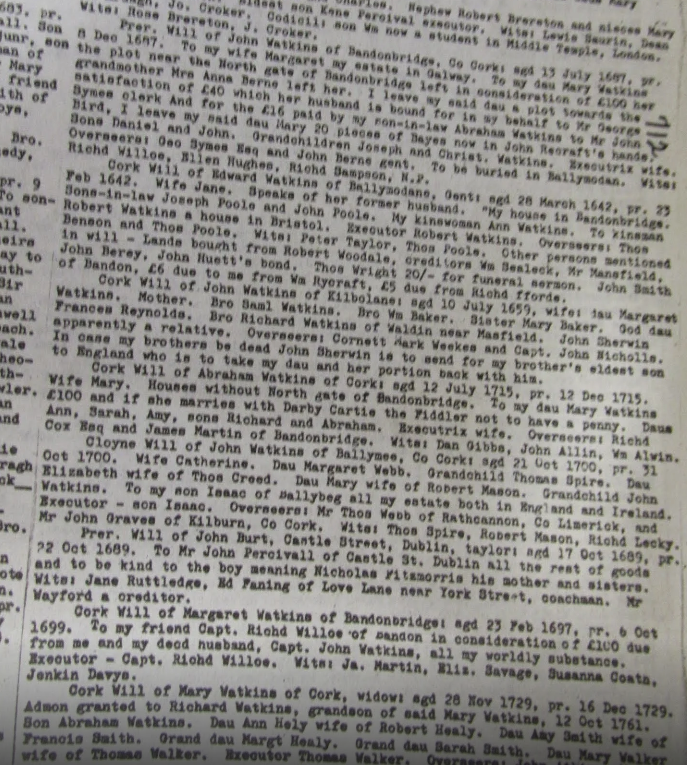 Charles. Nephew Robert Brereton and nieces Mary
Jo. Croker. Codicil: son Wm now a student in Middle Temple, London.
eldest son Kene Percival executor. Wits: Lewis Saurin, Dean
Wits: Rose Brereton, J. Croker.
Prer. Will of John Watkins of Bandonbridge, Co Cork: sgd 13 July 1687, pr.
8 Dec 1687. To my wife Margaret my estate in Galway. To my dau Mary Watkins
the plot near the North gate of Bandonbridge left in consideration of £100 her
grandmother Mrs Anna Berne left her. I leave my said dau a plot towards the
satisfaction of £40 which her husband is bound for in my behalf to Mr George
Symes clerk And for the £16 paid by my son-in-law Abraham Watkins to Mr John
Bird, I leave my said dau Mary 20 pieces of Bayes now in John Recraft's hands.
Sons Daniel and John. Grandchildren Joseph and Christ. Watkins. Executrix wife.
Overseers: Geo Symes Esq and John Berne gent. To be buried in Ballymodan. Wits:
Richd Willoe, Ellen Hughes, Richd Sampson, N.P.
712
Cork Will of Edward Watkins of Ballymodane, Gent: sgd 28 March 1642, pr. 23
Feb 1642. Wife Jane. Speaks of her former husband. "My house in Bandonbridge.
Sons-in-law Joseph Poole and John Poole. My kinswoman Ann Watkins. To kinsman
Robert Watkins a house in Bristol. Executor Robert Watkins. Overseers: Thos
Benson and Thos Poole. Wits: Peter Taylor, Thos Poole. Other persons mentioned
in will - Lands bought from Robert Woodale, creditors Wm Sealeck, Mr Mansfield,
John Berey, John Huett's bond. Thos Wright 20/- for funeral sermon. John Smith
of Bandon, £6 due to me from Wm Rycraft, £5 due from Richd fforde.
Cork Will of John Watkins of Kilbolane: sgd 10 July 1659, wife: dau Margaret
Watkins. Mother. Bro Saml Watkins. Bro Wm Baker. Sister Mary Baker. God dau
Frances Reynolds. Bro Richard Watkins of Waldin near Masfield. John Sherwin
apparently a relative. Overseers: Cornett Mark Weekes and Capt. John Nicholls.
In case my brothers be dead John Sherwin is to send for my brother's eldest son
to England who is to take my dau and her portion back with him.
Cork Will of Abraham Watkins of Cork: sgd 12 July 1715, pr. 12 Dec 1715.
Wife Mary. Houses without North gate of Bandonbridge. To my dau Mary Watkins
£100 and if she marries with Darby Cartie the Fiddler not to have a penny. Daus
Ann, Sarah, Amy, sons Richard and Abraham. Executrix wife. Overseers: Richd
Cox Esq and James Martin of Bandonbridge. Wits: Dan Gibbs, John Allin, Wm Alwin.
Cloyne Will of John Watkins of Ballymee, Co Cork: sgd 21 Oct 1700, pr. 31
Oct 1700. Wife Catherine. Dau Margaret Webb. Grandchild Thomas Spire. Dau
Elizabeth wife of Thos Creed. Dau Mary wife of Robert Mason. Grandchild John
Watkins. To my son Isaac of Ballybeg all my estate both in England and Ireland.
Executor - son Isaac. Overseers: Mr Thos Webb of Rathcannon, Co Limerick, and
Mr John Graves of Kilburn, Co Cork. Wits: Thos Spire, Robert Mason, Richd Lecky.
Prer. Will of John Burt, Castle Street, Dublin, taylor: sgd 17 Oct 1689, pr.
22 Oct 1689. To Mr John Percivall of Castle St. Dublin all the rest of goods
and to be kind to the boy meaning Nicholas Fitsmorris his mother and sisters.
Wits: Jane Ruttledge, Ed Faning of Love Lane near York Street, coachman. Mr
Wayford a creditor.
Cork Will of Margaret Watkins of Bandonbridge: sgd 23 Feb 1697, pr. 6 Oct
1699. To my friend Capt. Richd Willoe of Bandon in consideration of £100 due
from me and my decd husband, Capt. John Watkins, all my worldly substance.
Executor - Capt. Richd Willoe. Wits: Ja. Martin, Eliz. Savage, Susanna Coats,
Jenkin Davys.
Cork Will of Mary Watkins of Cork, widow: sgd 28 Nov 1729, pr. 16 Dec 1729.
Admon granted to Richard Watkins, grandson of said Mary Watkins, 12 Oct 1761.
Son Abraham Watkins. Dau Ann Hely wife of Robert Healy. Dau Amy Smith wife of
Francis Smith. Grand dau Margt Healy. Grand dau Sarah Smith. Dau Mary Walker
wife of Thomas Walker. Executor Thomas Walker.